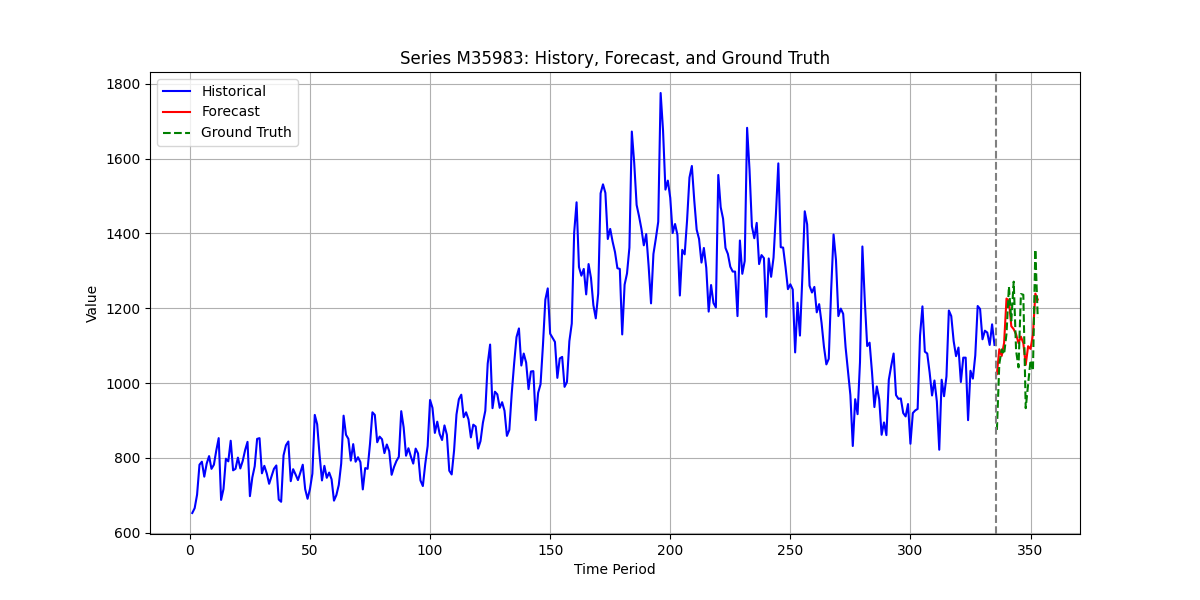 Series M35983: History, Forecast, and Ground Truth
Historical
Forecast
Ground Truth
1800
1600
1400
1200
1000
800
600
Value
0 50 100 150 200 250 300 350
Time Period